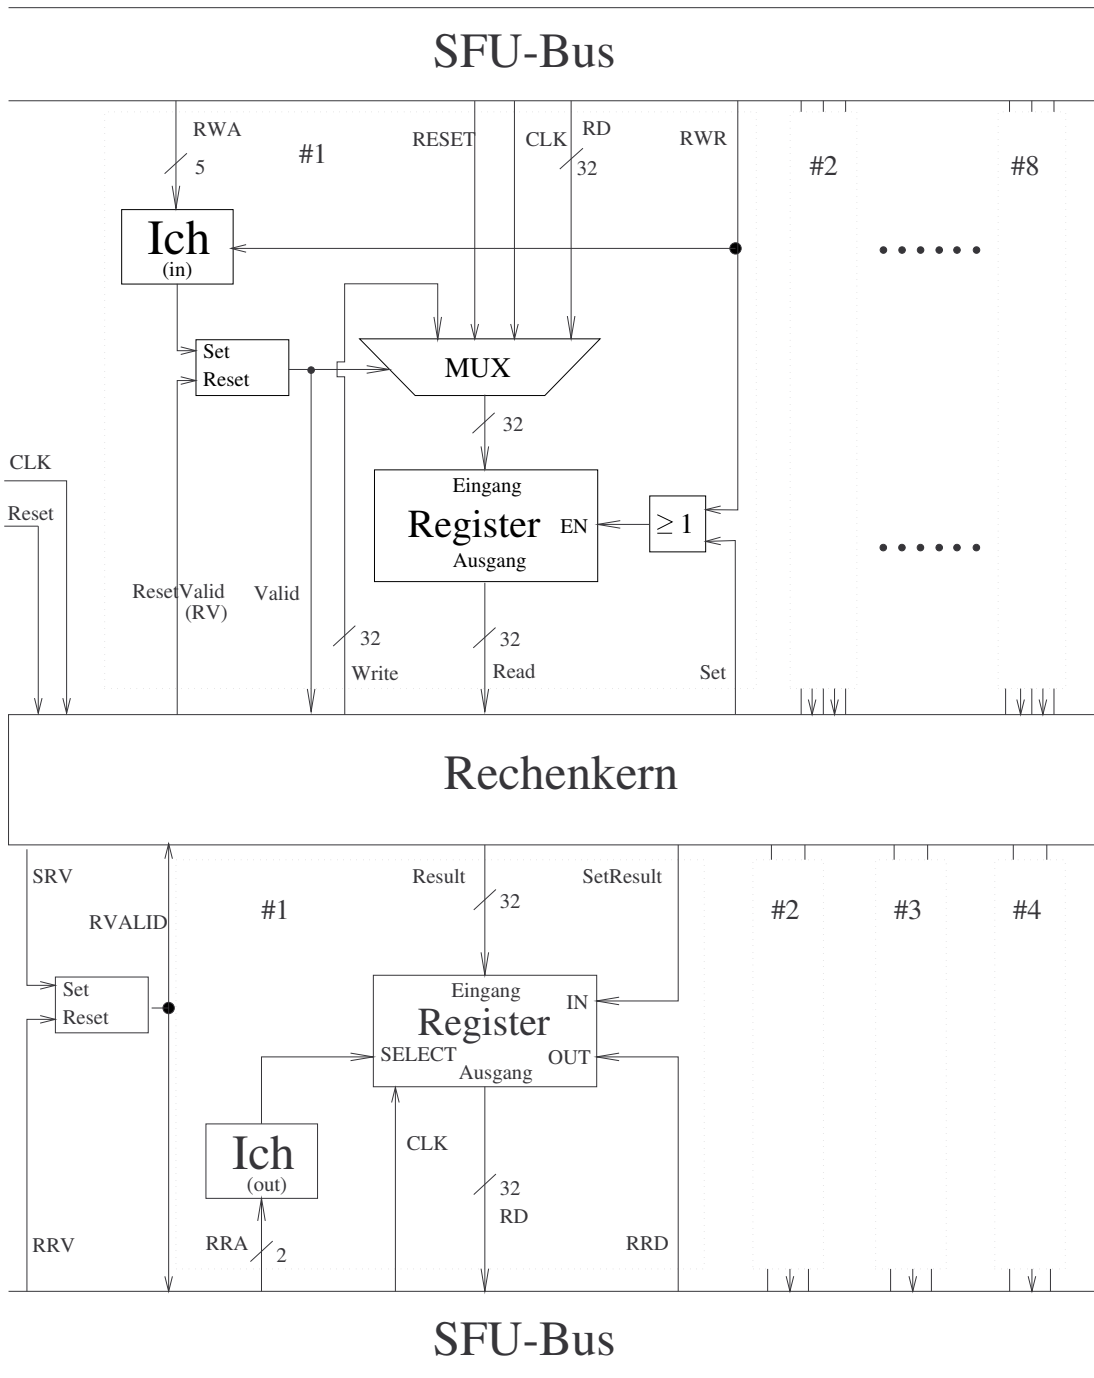 SFU-Bus
RWA
5
#1
RESET
CLK
RD
32
RWR
#2
#8
Ich
(in)
Set
Reset
MUX
32
CLK
Reset
Eingang
Register
EN
Ausgang
≥ 1
ResetValid
(RV)
Valid
32
Write
32
Read
Set
Rechenkern
SRV
RVALID
#1
Result
32
SetResult
#2
#3
#4
Set
Reset
Eingang
IN
Register
SELECT
OUT
Ausgang
Ich
(out)
CLK
32
RD
RRV
RRA
2
RRD
SFU-Bus